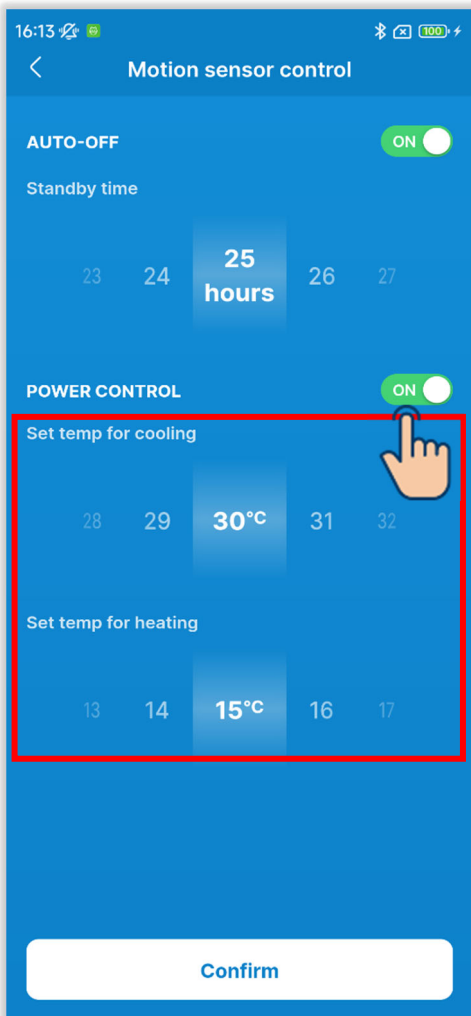 16:13
100
Motion sensor control
AUTO-OFF
ON
Standby time
23 24 25 hours 26 27
POWER CONTROL
ON
Set temp for cooling
28 29 30°C 31 32
Set temp for heating
13 14 15°C 16 17
Confirm